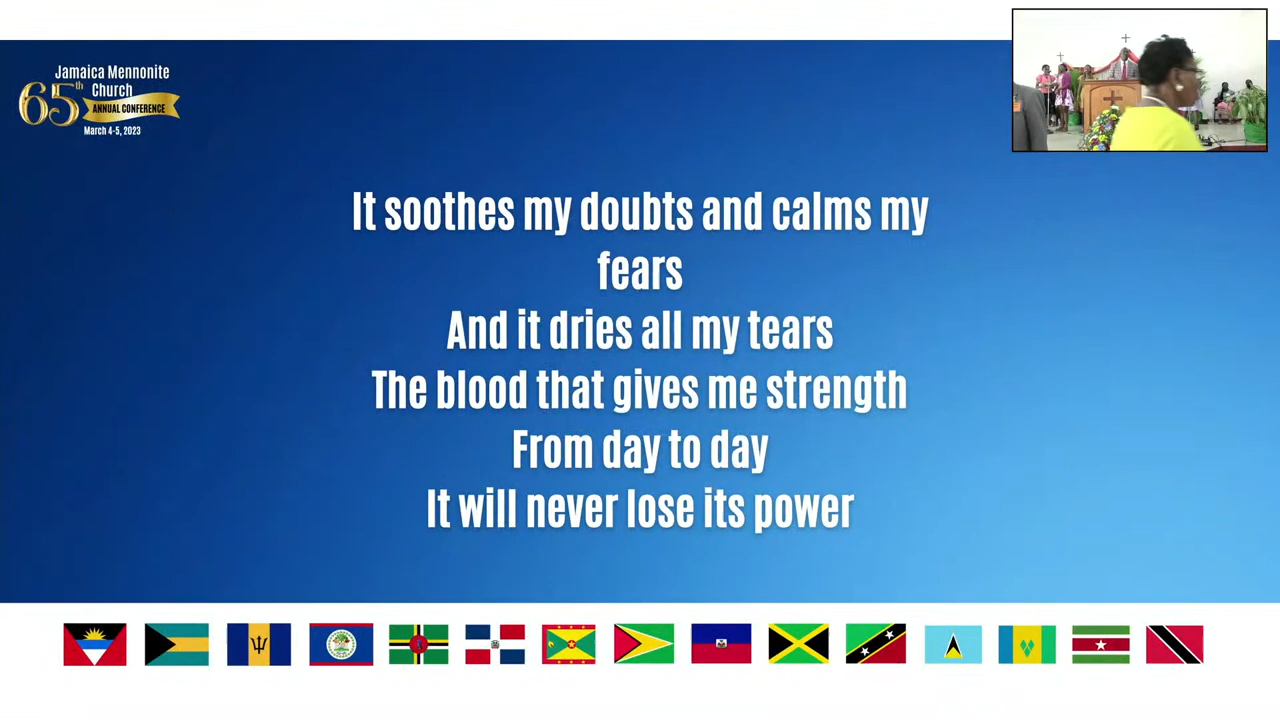 Jamaica Mennonite
Church
65th
ANNUAL CONFERENCE
March 4-5, 2023
It soothes my doubts and calms my
fears
And it dries all my tears
The blood that gives me strength
From day to day
It will never lose its power